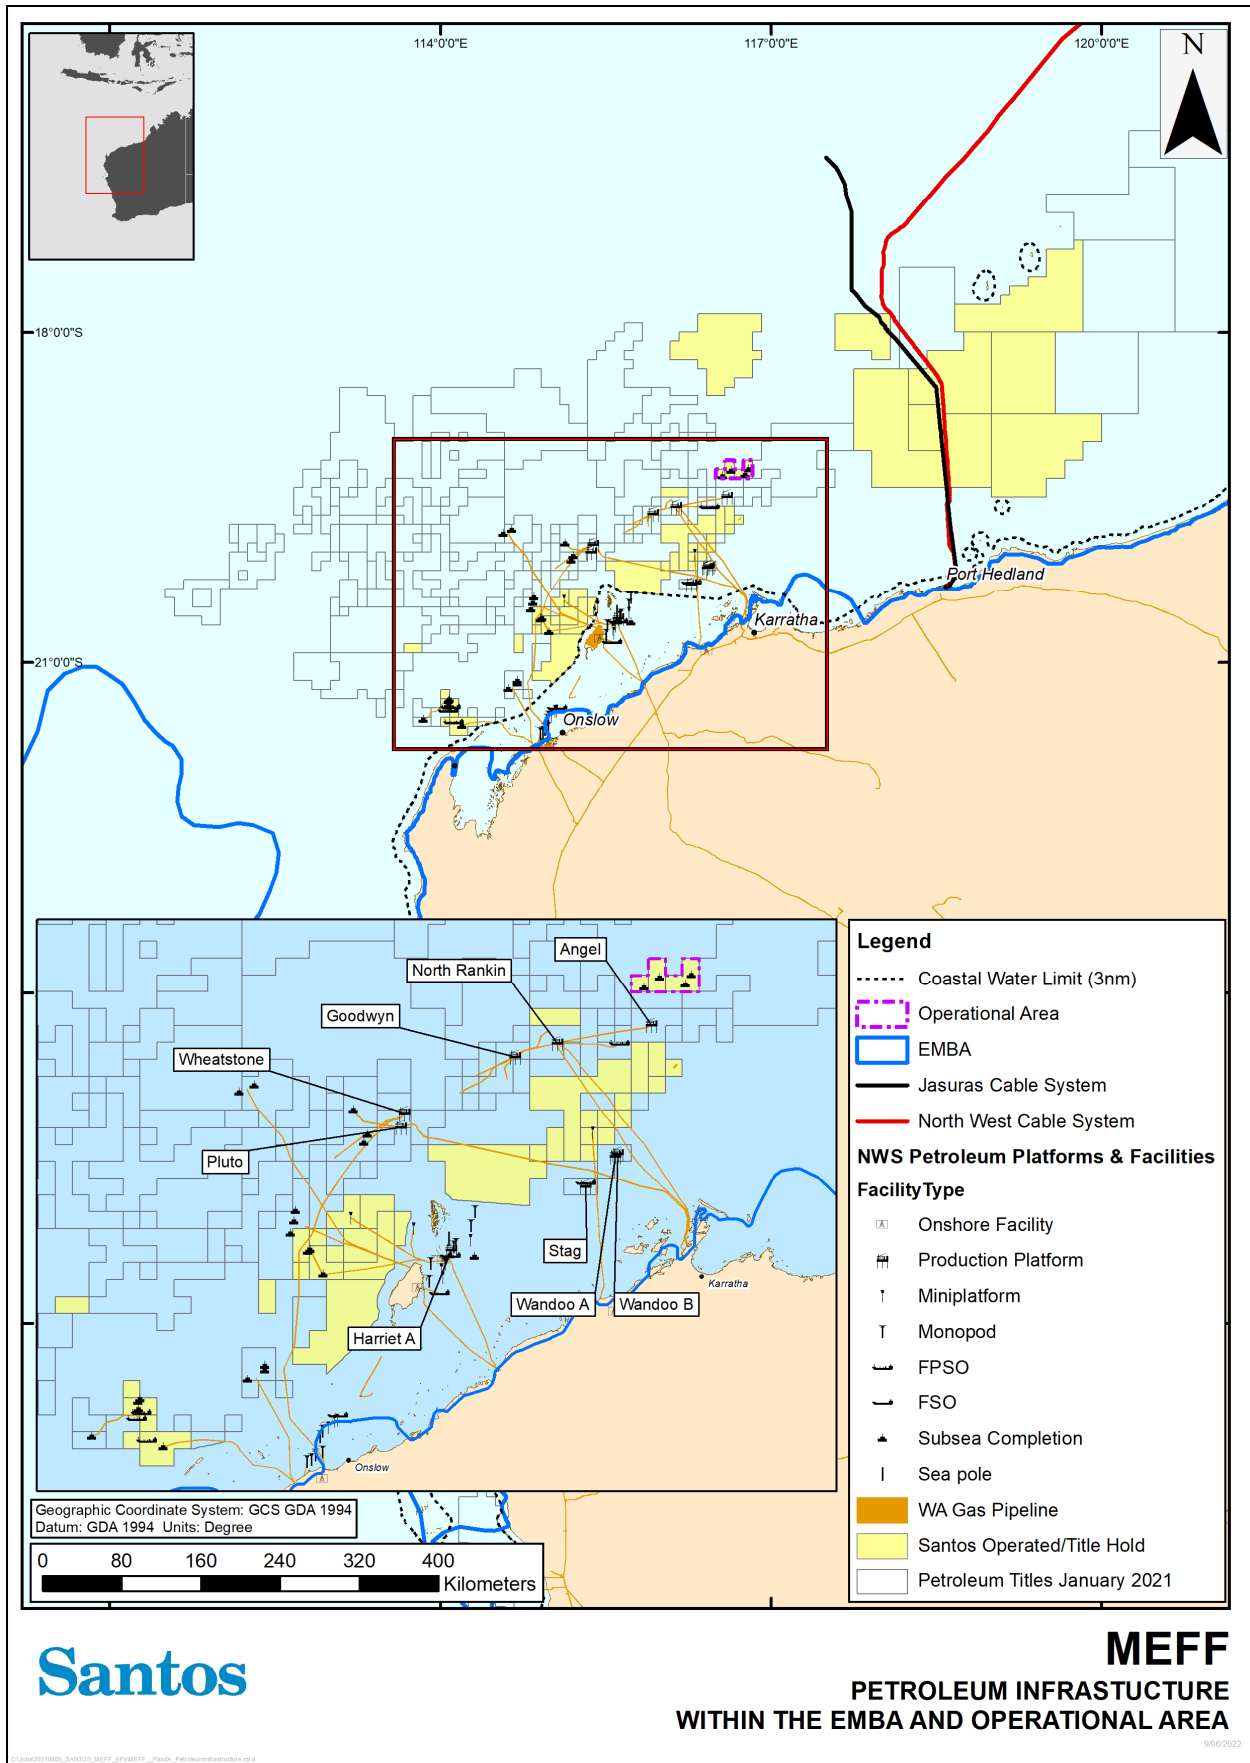 114°0'0"E
117°0'0"E
120°0'0"E
N
18°0'0"S
21°0'0"S
Port Hedland
Karratha
Onslow
Angel
North Rankin
Goodwyn
Wheatstone
Pluto
Stag
Wandoo A
Wandoo B
Harriet A
Karratha
Onslow
Legend
Coastal Water Limit (3nm)
Operational Area
EMBA
Jasuras Cable System
North West Cable System
NWS Petroleum Platforms & Facilities
FacilityType
A Onshore Facility
Production Platform
Miniplatform
Monopod
FPSO
FSO
Subsea Completion
Sea pole
WA Gas Pipeline
Santos Operated/Title Hold
Petroleum Titles January 2021
Geographic Coordinate System: GCS GDA 1994
Datum: GDA 1994 Units: Degree
0 80 160 240 320 400
Kilometers
Santos
MEFF
PETROLEUM INFRASTUCTURE
WITHIN THE EMBA AND OPERATIONAL AREA
9/06/2022